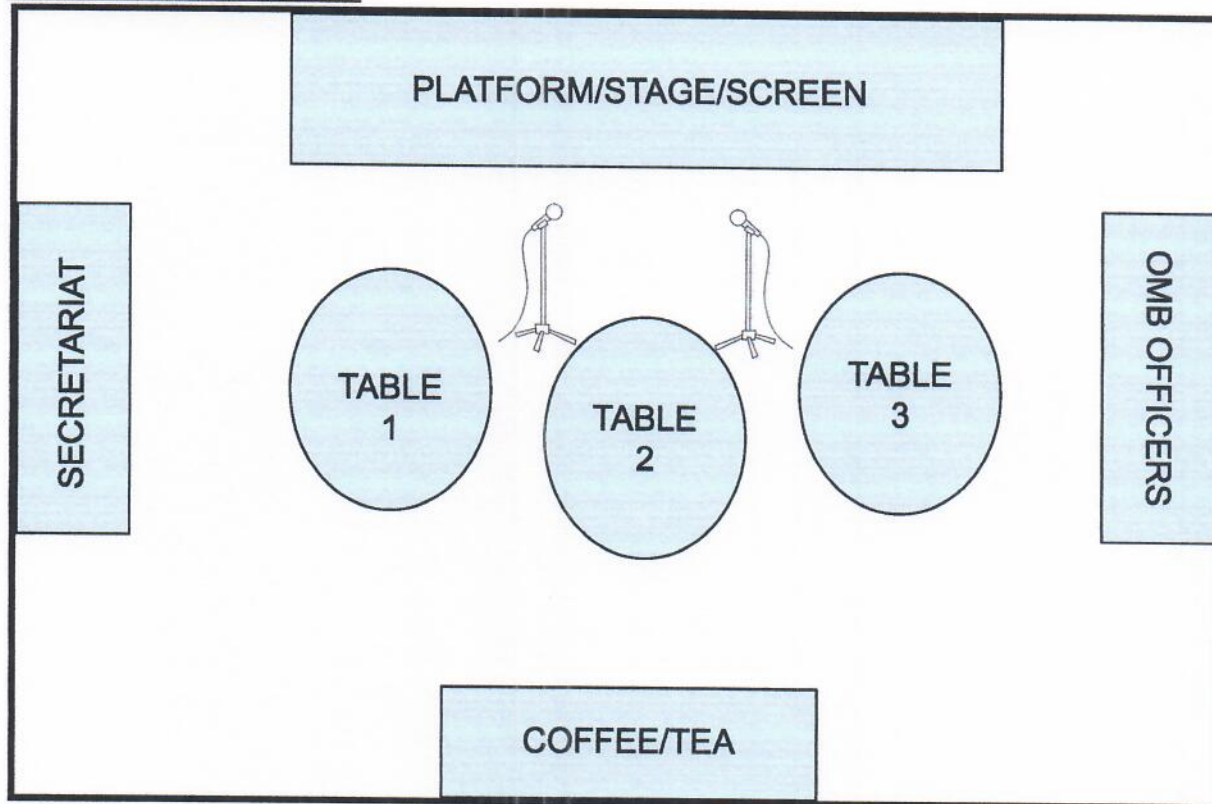 PLATFORM/STAGE/SCREEN
SECRETARIAT
TABLE
1
TABLE
2
TABLE
3
OMB OFFICERS
COFFEE/TEA